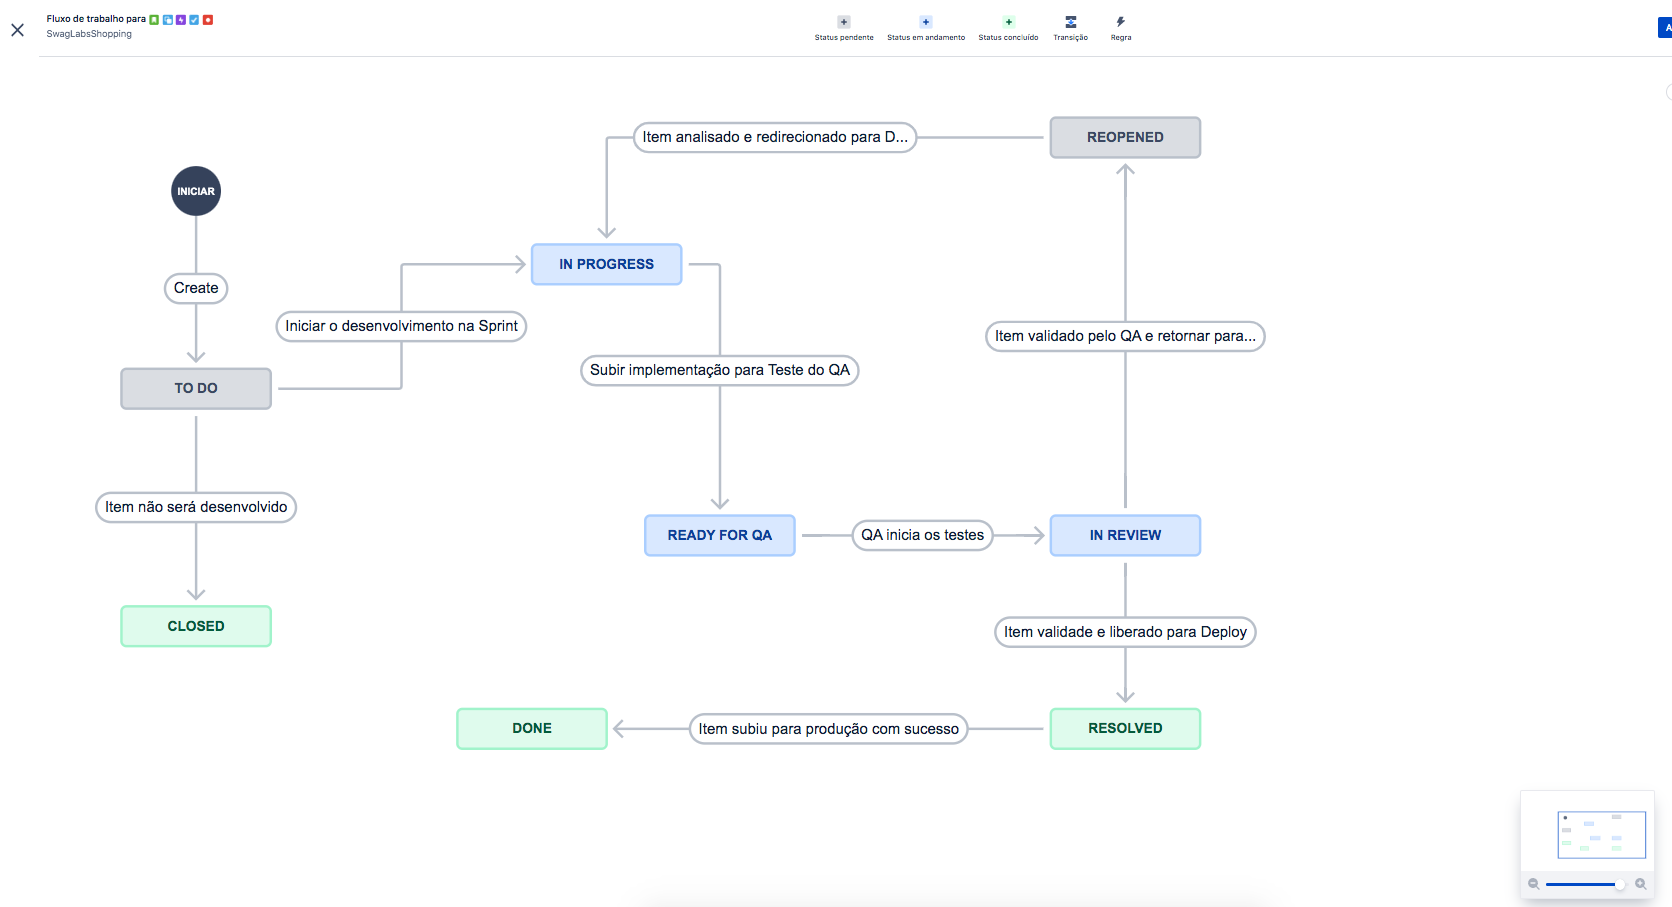 Fluxo de trabalho para
SwagLabsShopping
Status pendente
Status em andamento
Status concluído
Transição
Regra
Item analisado e redirecionado para D...
REOPENED
INICIAR
IN PROGRESS
Create
Iniciar o desenvolvimento na Sprint
Item validado pelo QA e retornar para...
Subir implementação para Teste do QA
TO DO
Item não será desenvolvido
READY FOR QA
QA inicia os testes
IN REVIEW
CLOSED
Item validade e liberado para Deploy
DONE
Item subiu para produção com sucesso
RESOLVED